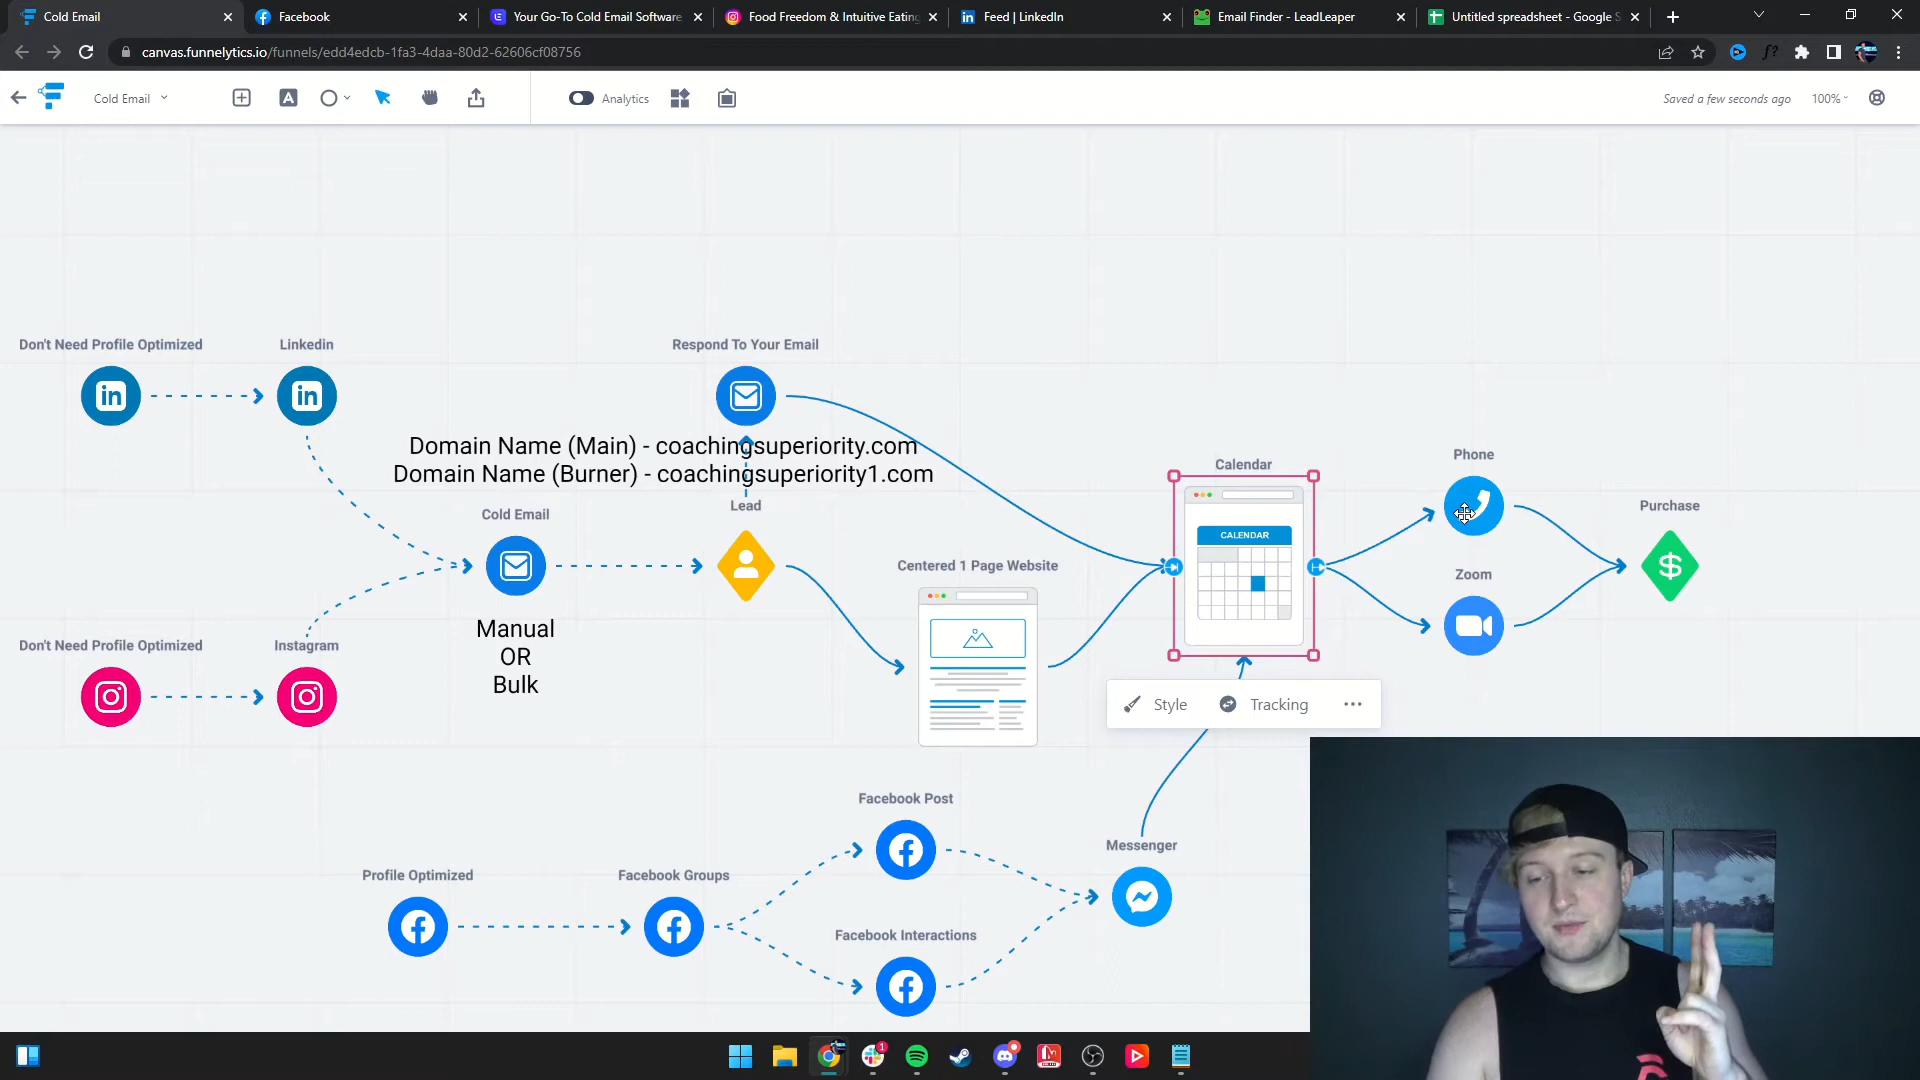 Cold Email
Facebook
Your Go-To Cold Email Software
Food Freedom & Intuitive Eating
Feed | LinkedIn
Email Finder - LeadLeaper
Untitled spreadsheet - Google S
canvas.funnelytics.io/funnels/edd4edcb-1fa3-4daa-80d2-62606cf08756
Cold Email
Analytics
Saved a few seconds ago
100%
Don't Need Profile Optimized
Linkedin
Respond To Your Email
Domain Name (Main) - coachingsuperiority.com
Domain Name (Burner) - coachingsuperiority1.com
Cold Email
Lead
Calendar
CALENDAR
Phone
Purchase
Centered 1 Page Website
Zoom
Manual
OR
Bulk
Don't Need Profile Optimized
Instagram
Style
Tracking
Facebook Post
Messenger
Profile Optimized
Facebook Groups
Facebook Interactions